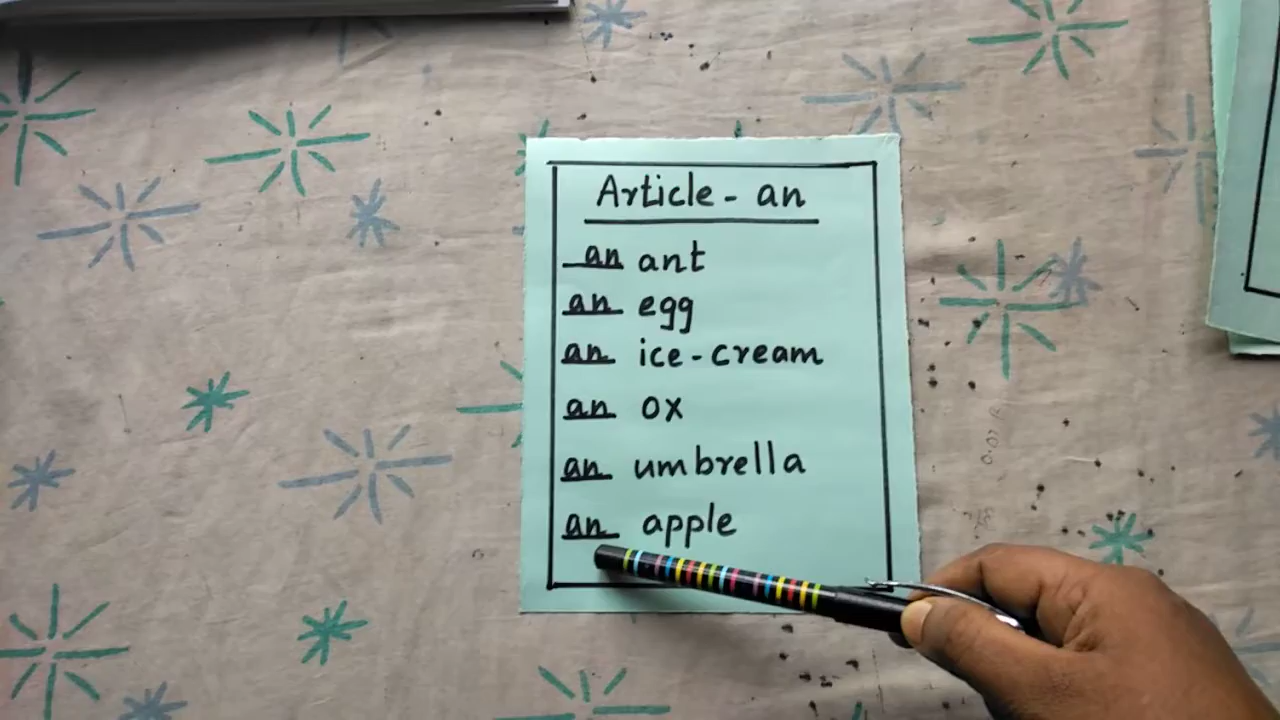 Article - an
an ant
an egg
an ice-cream
an ox
an umbrella
an apple